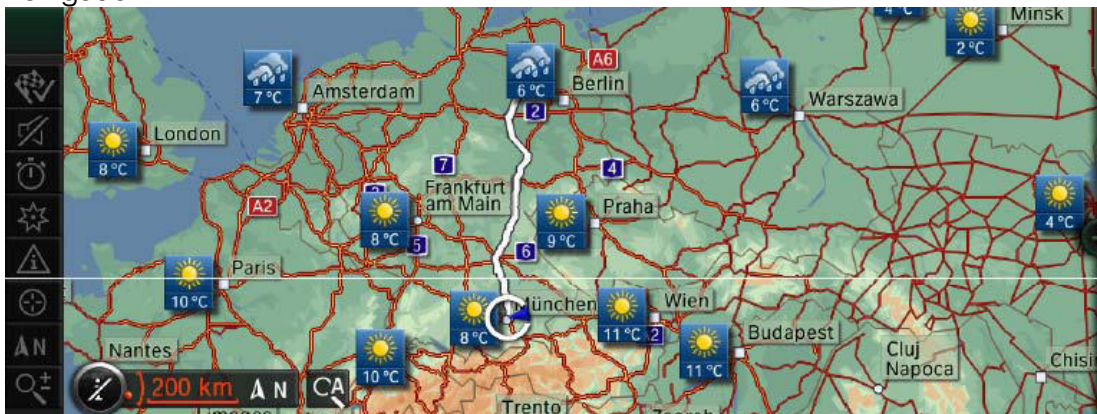 4 °C
Minsk
2 °C
A6
Berlin
7 °C
Amsterdam
6 °C
2
6 °C
Warszawa
London
8 °C
7
4
Frankfurt
am Main
A2
8 °C
5
9 °C
Praha
6
4 °C
Paris
10 °C
München
8 °C
Wien
11 °C
2
Budapest
11 °C
Nantes
10 °C
Cluj
Napoca
Chişi
200 km
N
A
N
Trento